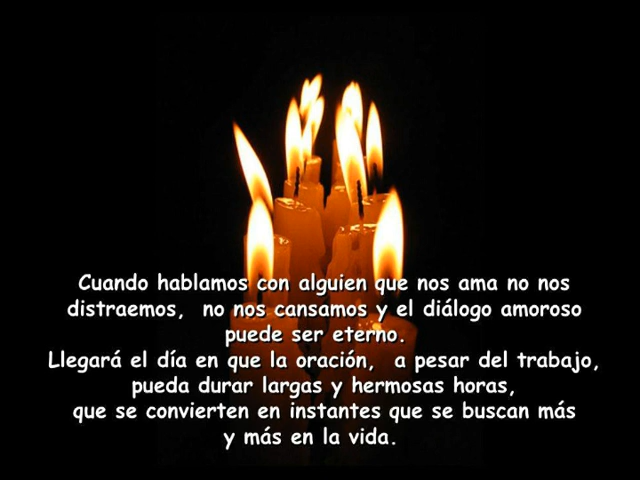 Cuando hablamos con alguien que nos ama no nos
distraemos, no nos cansamos y el diálogo amoroso
puede ser eterno.
Llegará el día en que la oración, a pesar del trabajo,
pueda durar largas y hermosas horas,
que se convierten en instantes que se buscan más
y más en la vida.